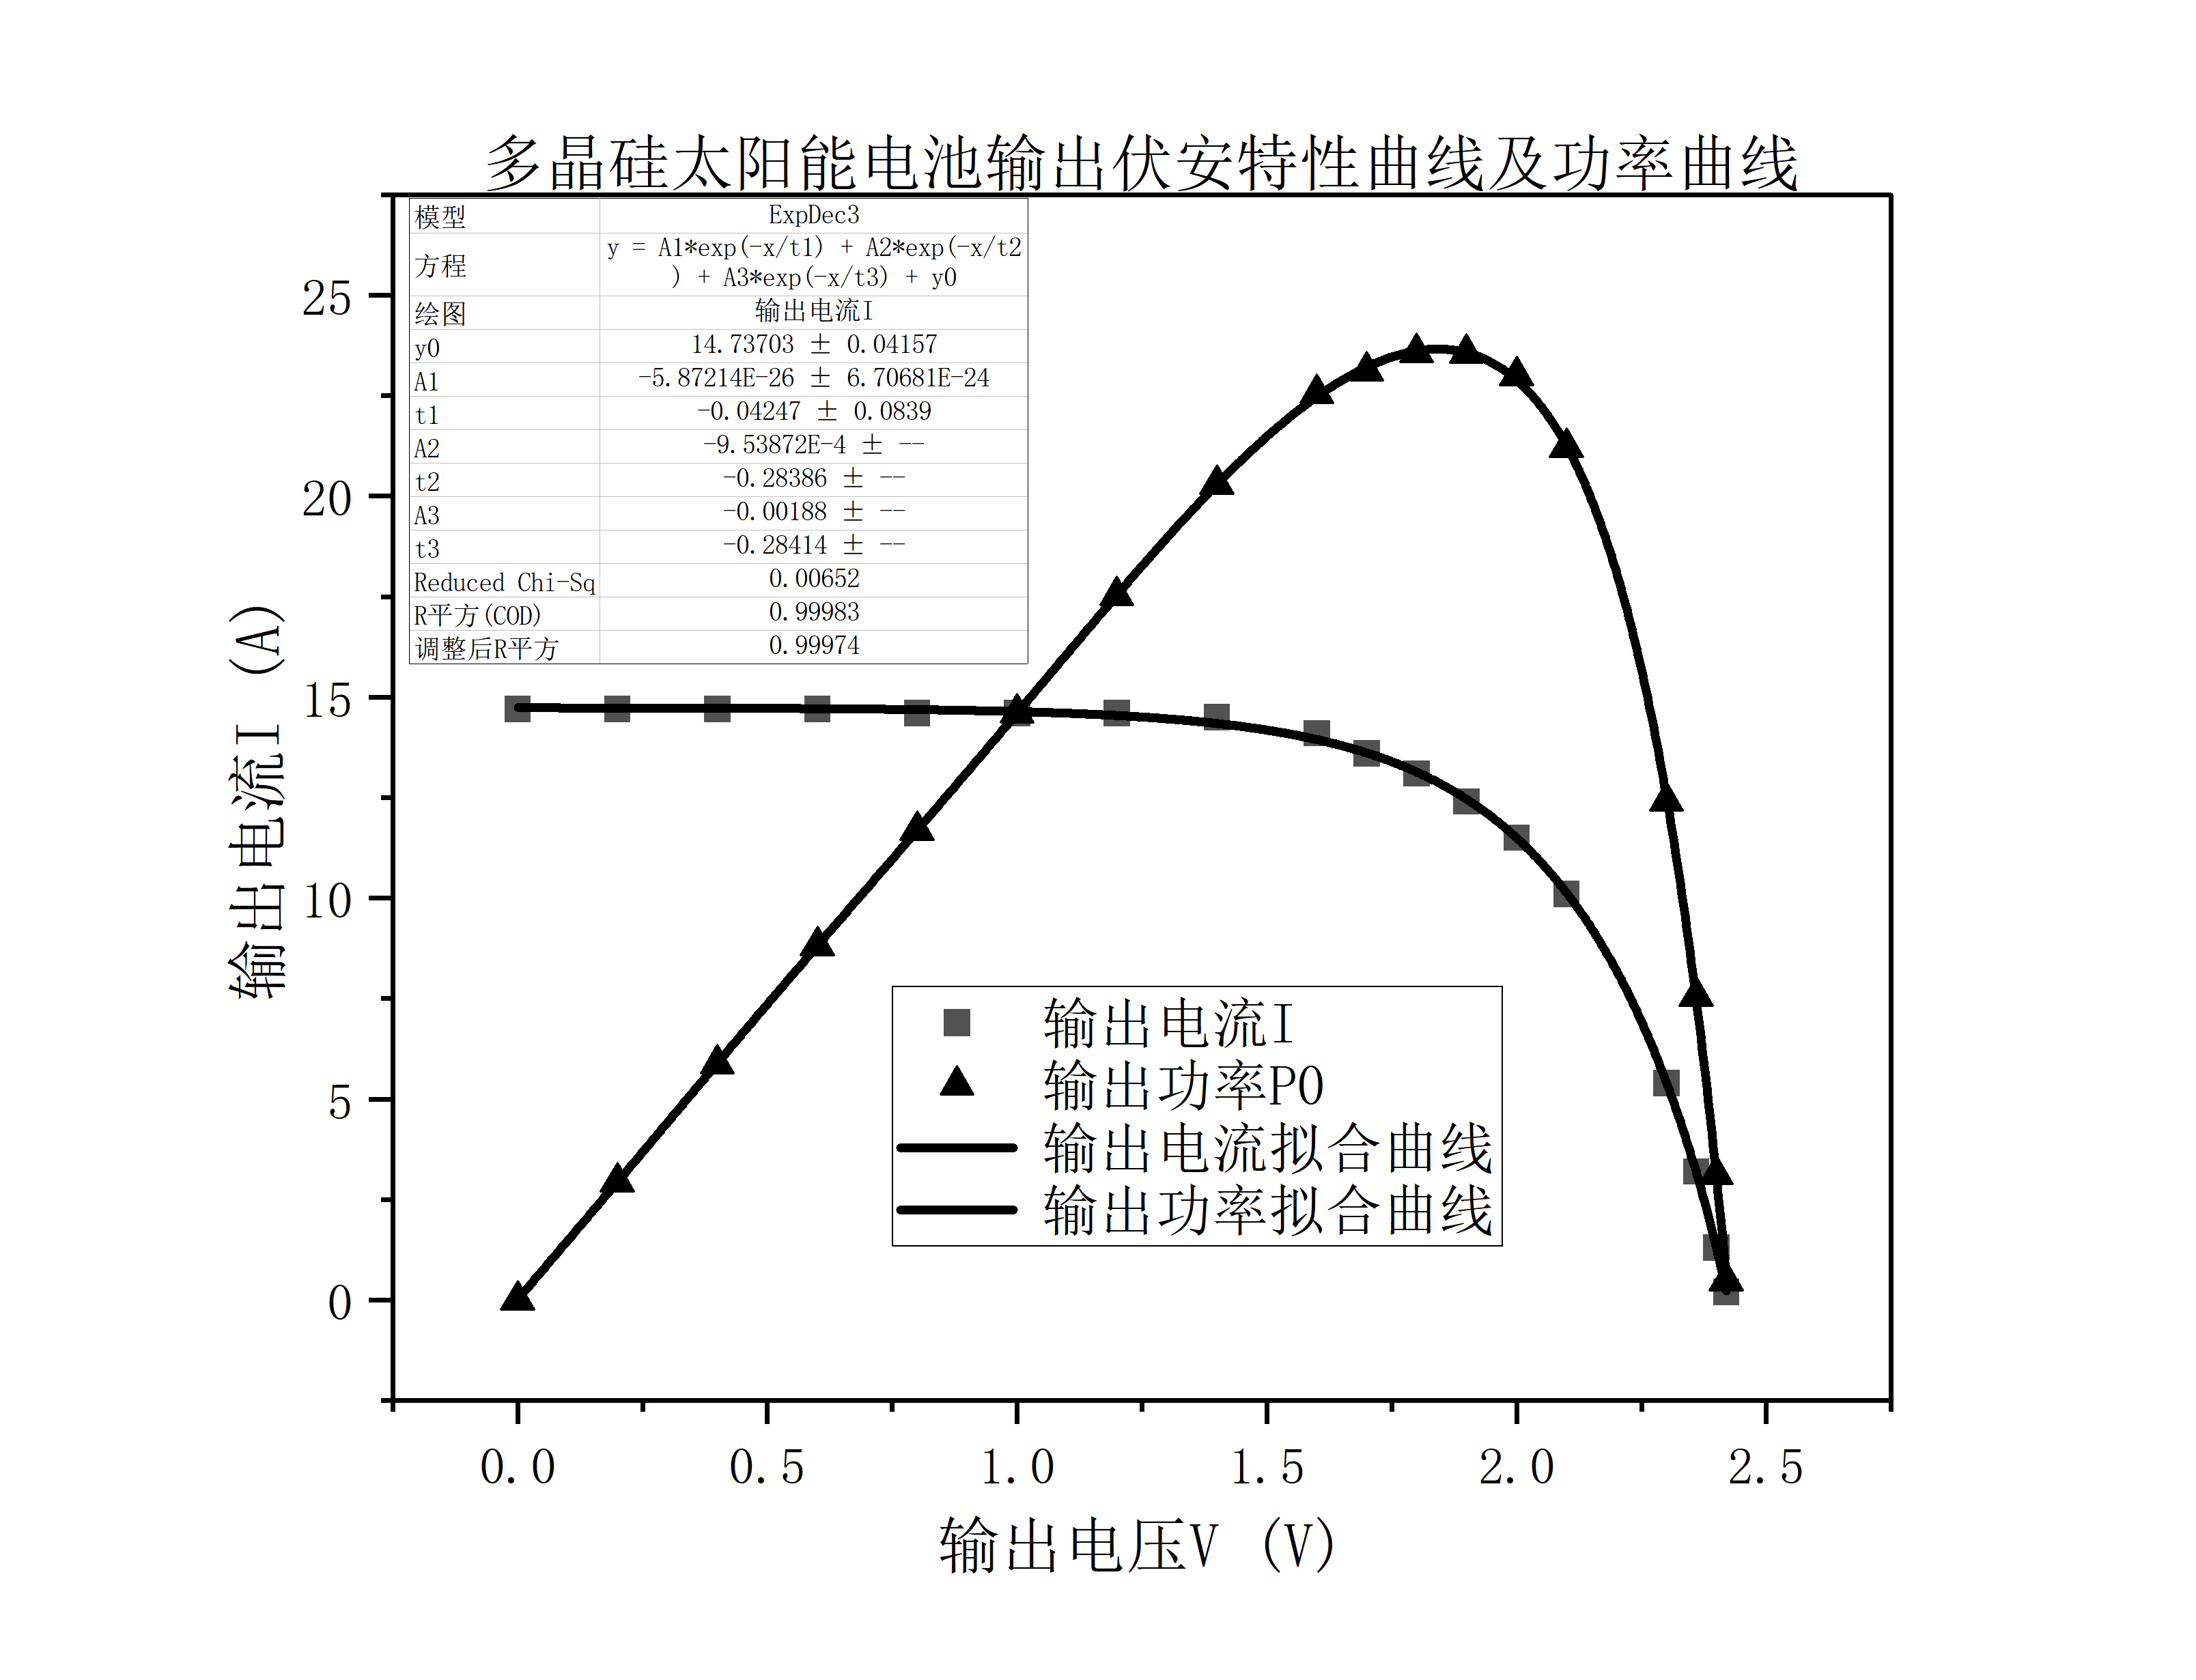 多晶硅太阳能电池输出伏安特性曲线及功率曲线
模型 ExpDec3
方程 y = A1*exp(-x/t1) + A2*exp(-x/t2
) + A3*exp(-x/t3) + y0
绘图 输出电流I
y0 14.73703 ± 0.04157
A1 -5.87214E-26 ± 6.70681E-24
t1 -0.04247 ± 0.0839
A2 -9.53872E-4 ± --
t2 -0.28386 ± --
A3 -0.00188 ± --
t3 -0.28414 ± --
Reduced Chi-Sq 0.00652
R平方(COD) 0.99983
调整后R平方 0.99974
25
20
15
10
5
0
输出电流I (A)
输出电流I
输出功率P0
输出电流拟合曲线
输出功率拟合曲线
0.0 0.5 1.0 1.5 2.0 2.5
输出电压V (V)